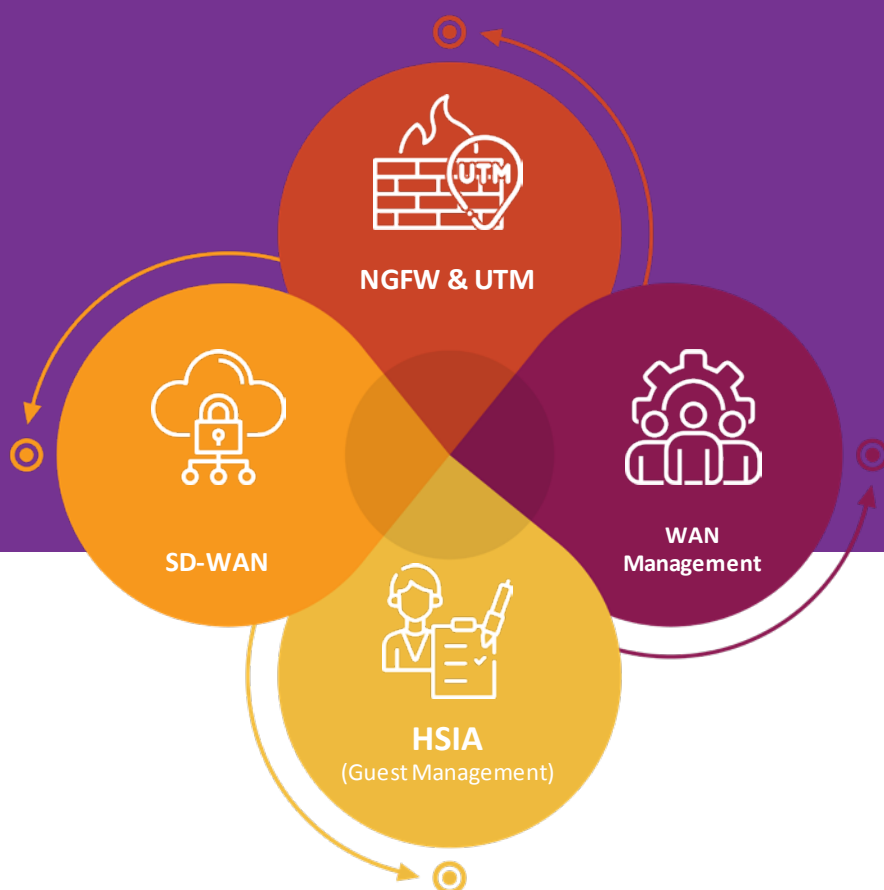 UTM
NGFW & UTM
SD-WAN
WAN
Management
HSIA
(Guest Management)